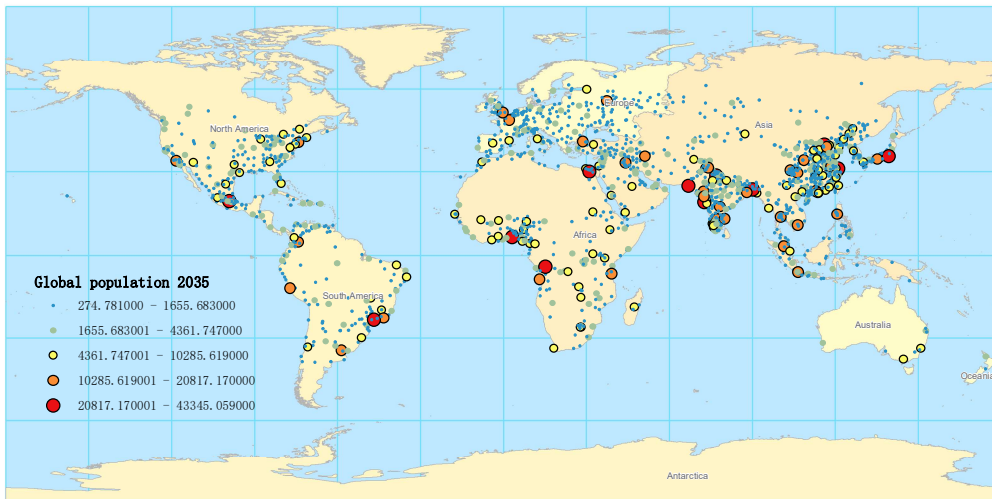 North America
Europe
Asia
Africa
South America
Australia
Oceania
Antarctica
Global population 2035
274.781000 - 1655.683000
1655.683001 - 4361.747000
4361.747001 - 10285.619000
10285.619001 - 20817.170000
20817.170001 - 43345.059000